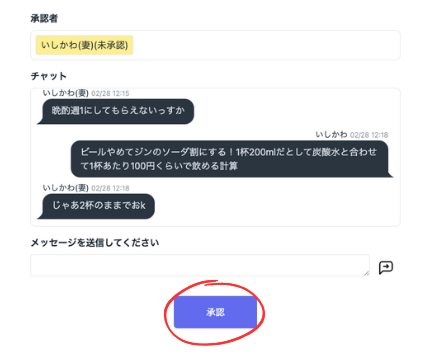 承認者
いしかわ(妻)(未承認)
チャット
いしかわ(妻) 02/28 12:15
晩酌週1にしてもらえないっすか
いしかわ 02/28 12:18
ビールやめてジンのソーダ割にする！1杯200mlだとして炭酸水と合わせ
て1杯あたり100円くらいで飲める計算
いしかわ(妻) 02/28 12:18
じゃあ2杯のままでおk
メッセージを送信してください
承認